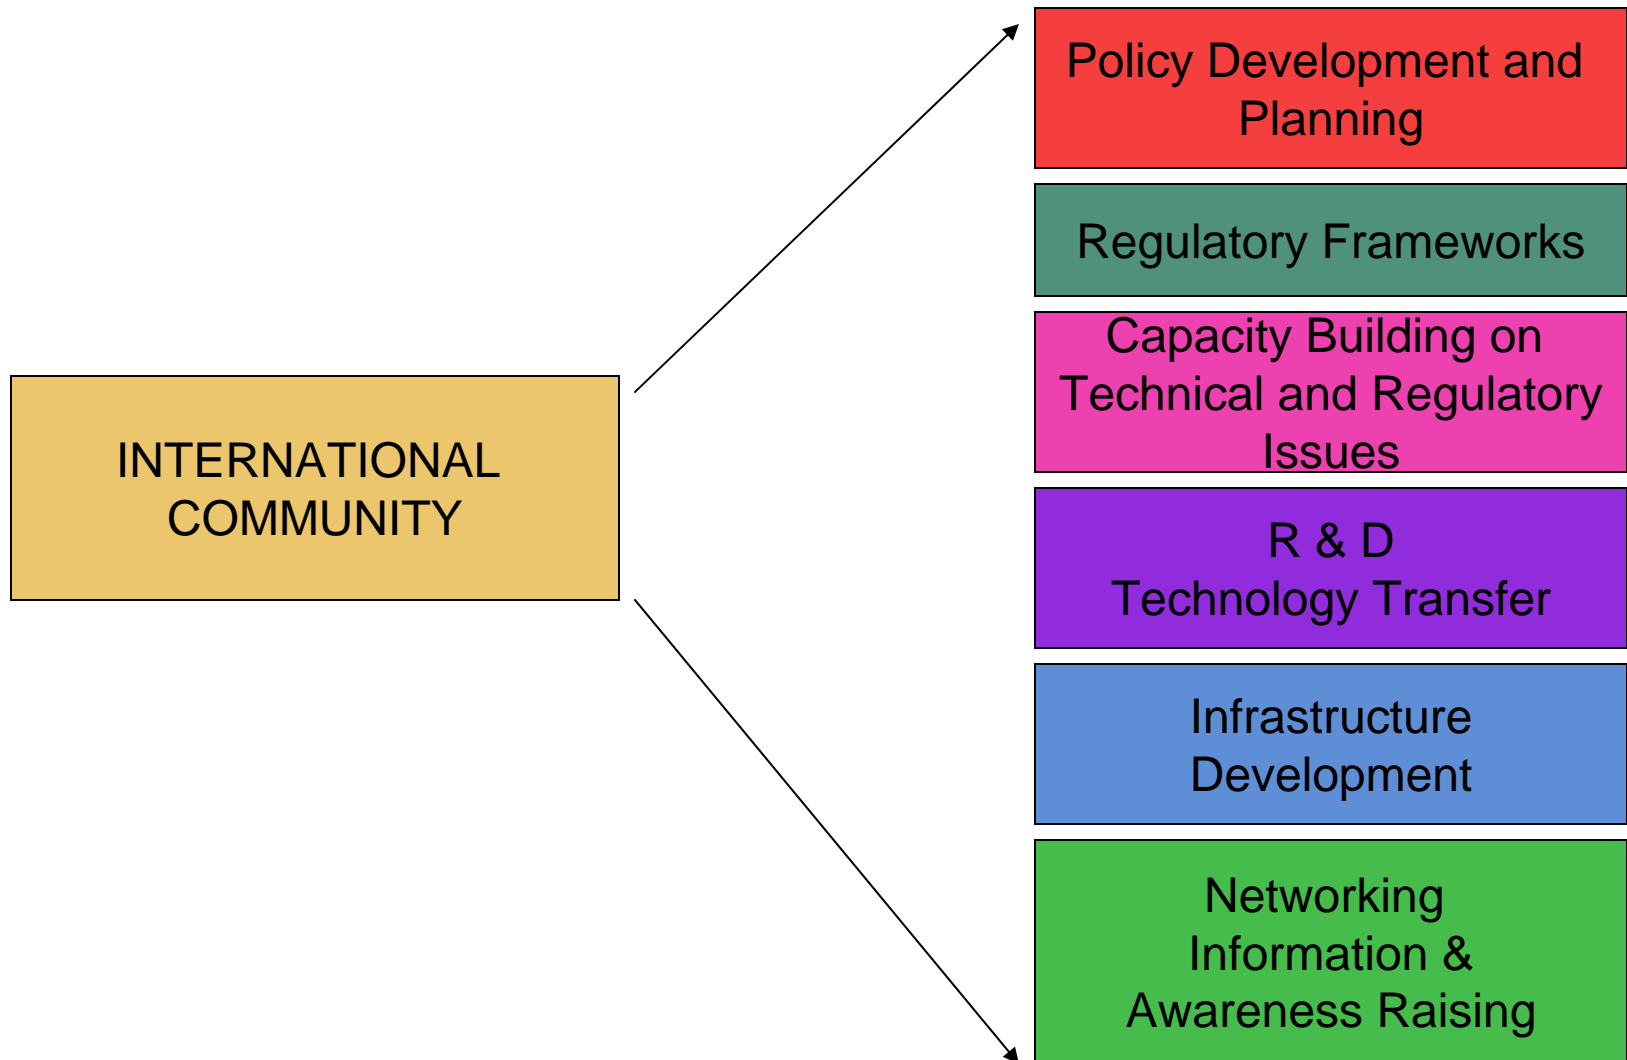 Policy Development and
Planning
Regulatory Frameworks
Capacity Building on
Technical and Regulatory
Issues
INTERNATIONAL
COMMUNITY
R & D
Technology Transfer
Infrastructure
Development
Networking
Information &
Awareness Raising